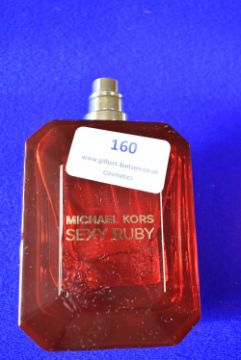 160
www.gilbert-baitson.co.uk
Cosmetics
MICHAEL KORS
SEXY RUBY